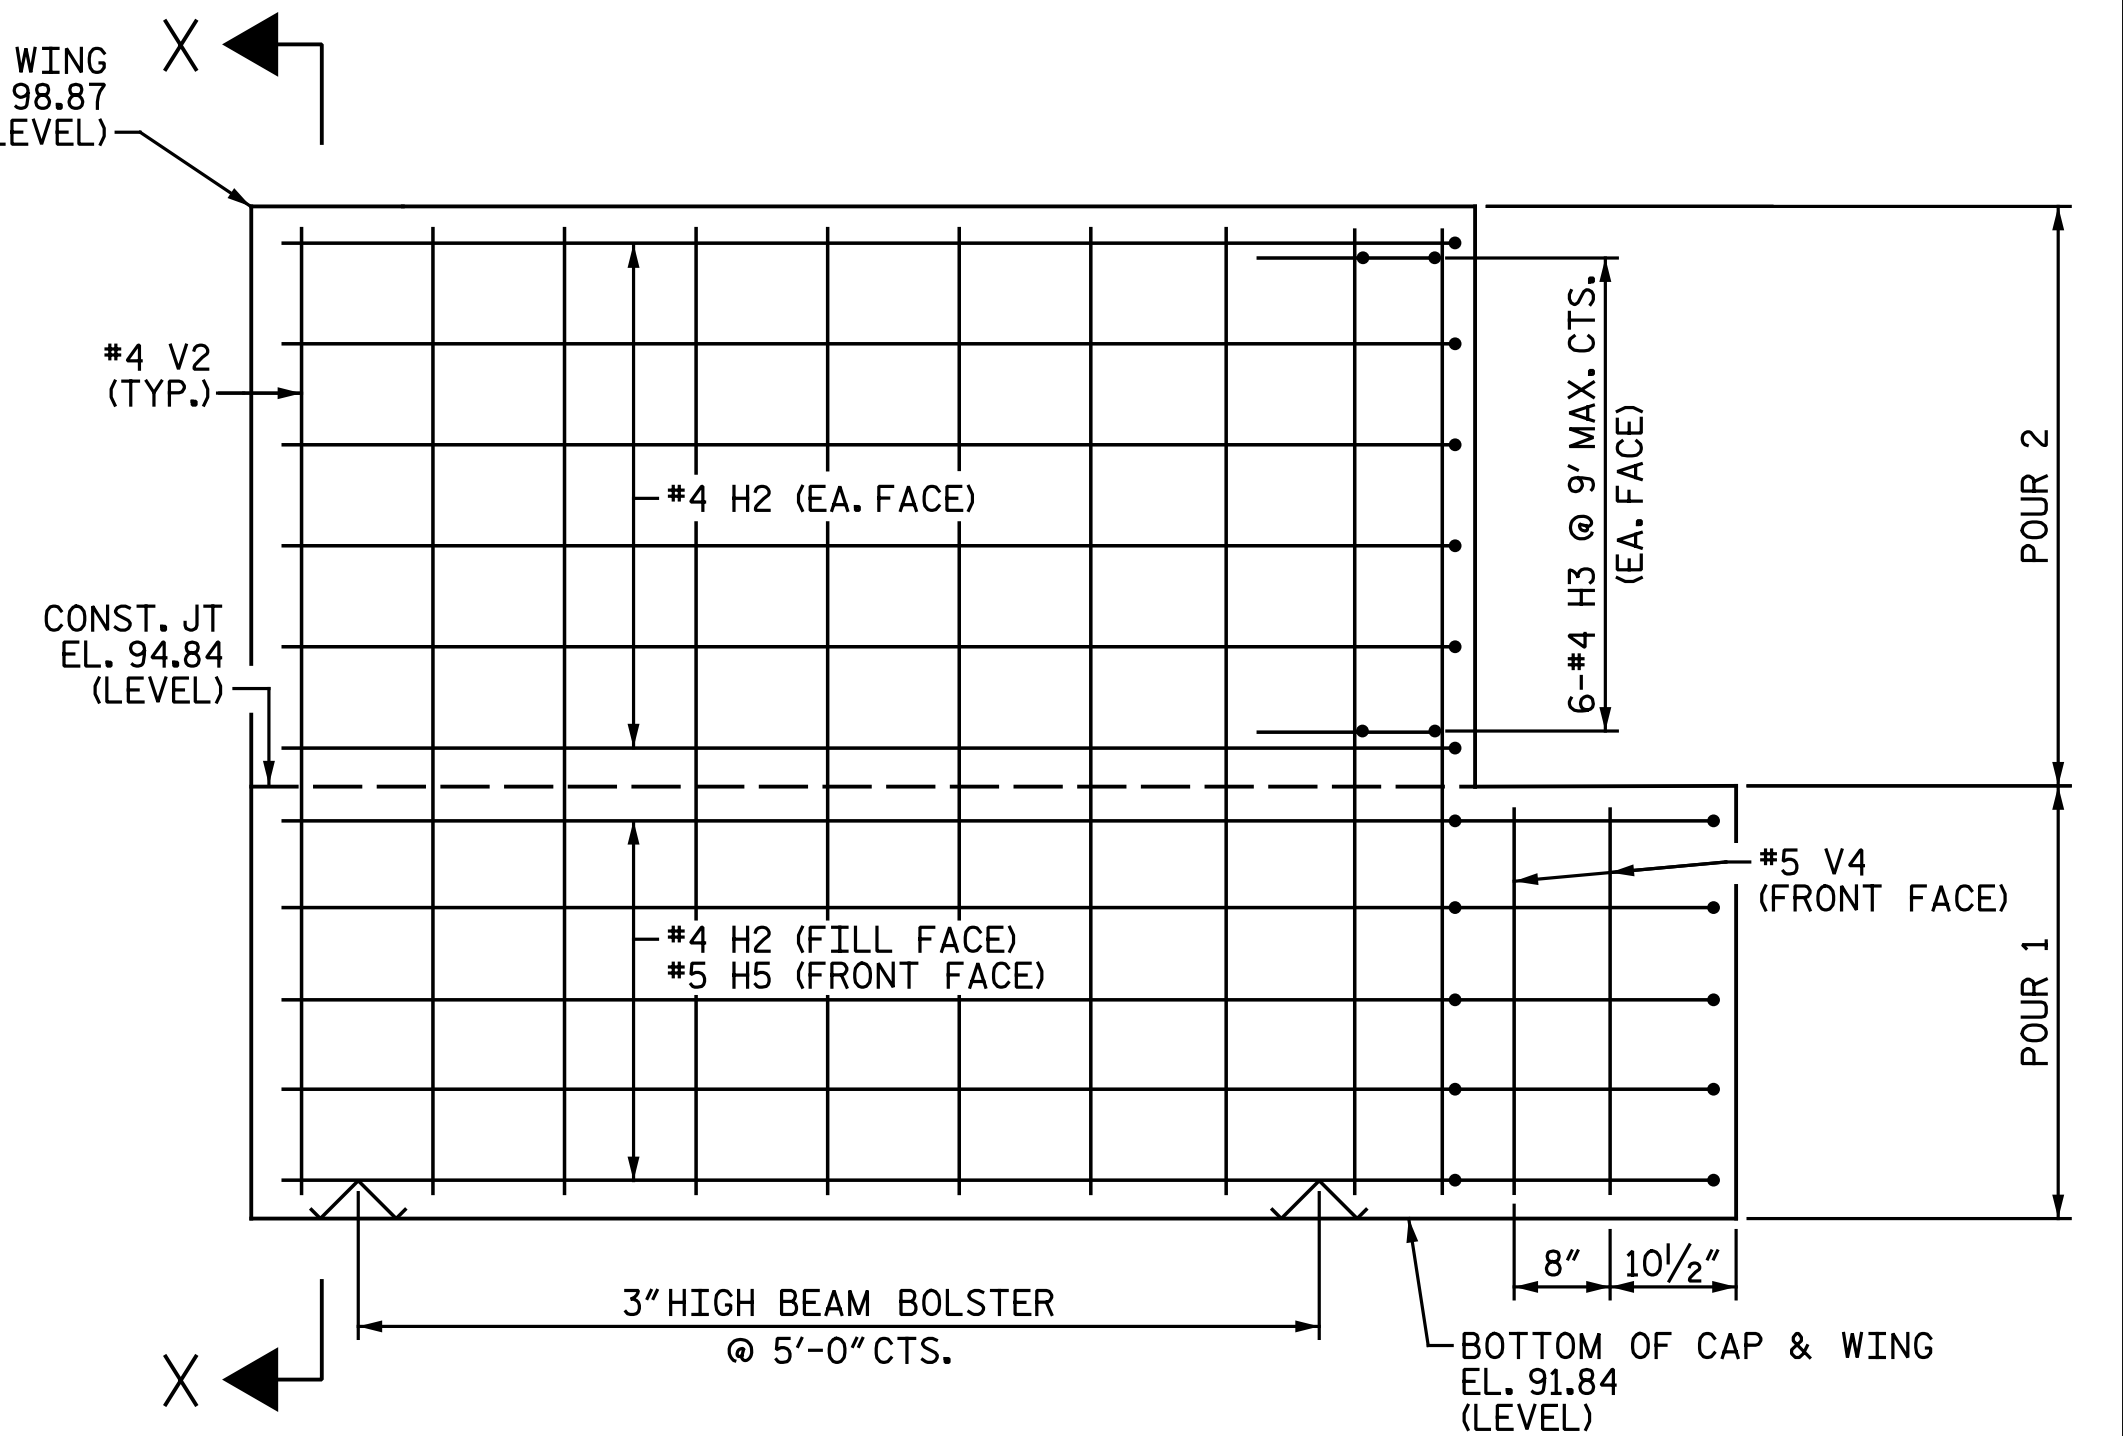 X
WING
98.87
LEVEL)
#4 V2
(TYP.)
#4 H2 (EA. FACE)
6-#4 H3 @ 9' MAX. CTS.
(EA. FACE)
POUR 2
CONST. JT
EL. 94.84
(LEVEL)
#5 V4
(FRONT FACE)
#4 H2 (FILL FACE)
#5 H5 (FRONT FACE)
POUR 1
8" 10½"
3" HIGH BEAM BOLSTER
@ 5'-0" CTS.
BOTTOM OF CAP & WING
EL. 91.84
(LEVEL)
X